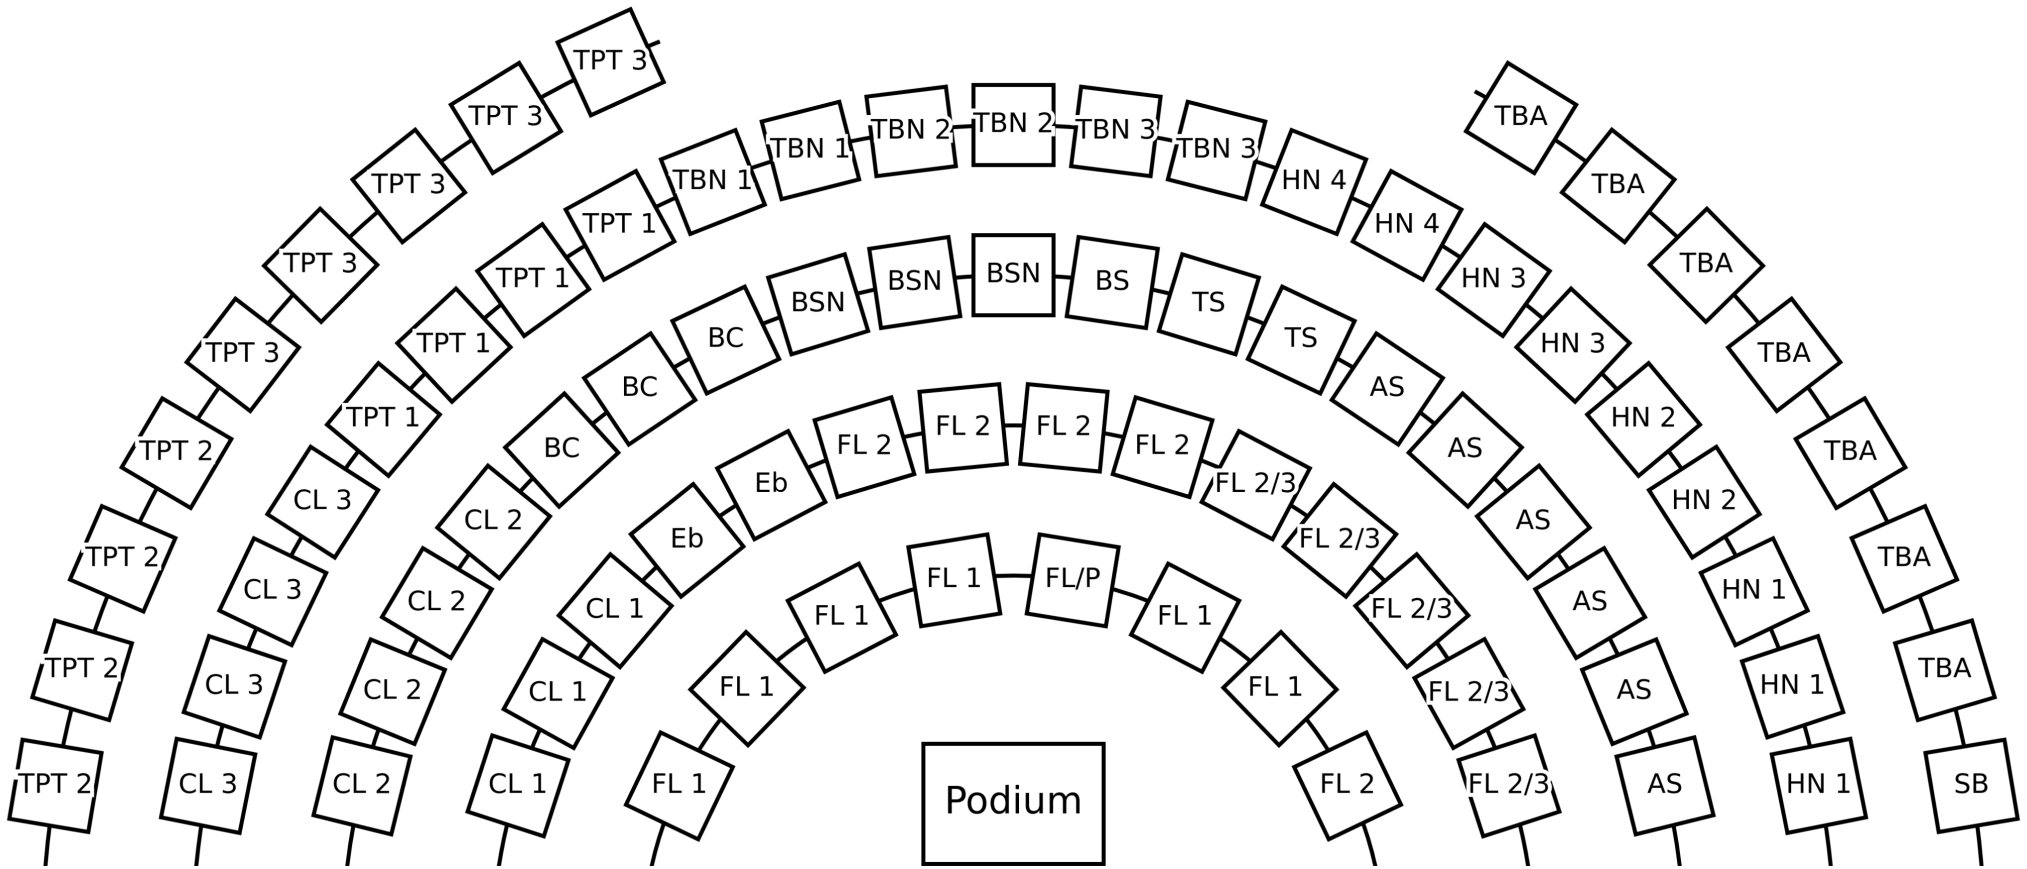 TPT 2
TPT 2
TPT 2
TPT 2
TPT 3
TPT 3
TPT 3
TPT 3
TPT 3
TBA
TBA
TBA
TBA
TBA
TBA
TBA
SB
CL 3
CL 3
CL 3
CL 3
TPT 1
TPT 1
TPT 1
TPT 1
TBN 1
TBN 1
TBN 2
TBN 2
TBN 3
TBN 3
HN 4
HN 4
HN 3
HN 3
HN 2
HN 2
HN 1
HN 1
HN 1
CL 2
CL 2
CL 2
CL 2
BC
BC
BC
BSN
BSN
BSN
BS
TS
TS
AS
AS
AS
AS
AS
AS
CL 1
CL 1
CL 1
Eb
Eb
FL 2
FL 2
FL 2
FL 2
FL 2/3
FL 2/3
FL 2/3
FL 2/3
FL 2/3
FL 1
FL 1
FL 1
FL 1
FL/P
FL 1
FL 1
FL 2
Podium